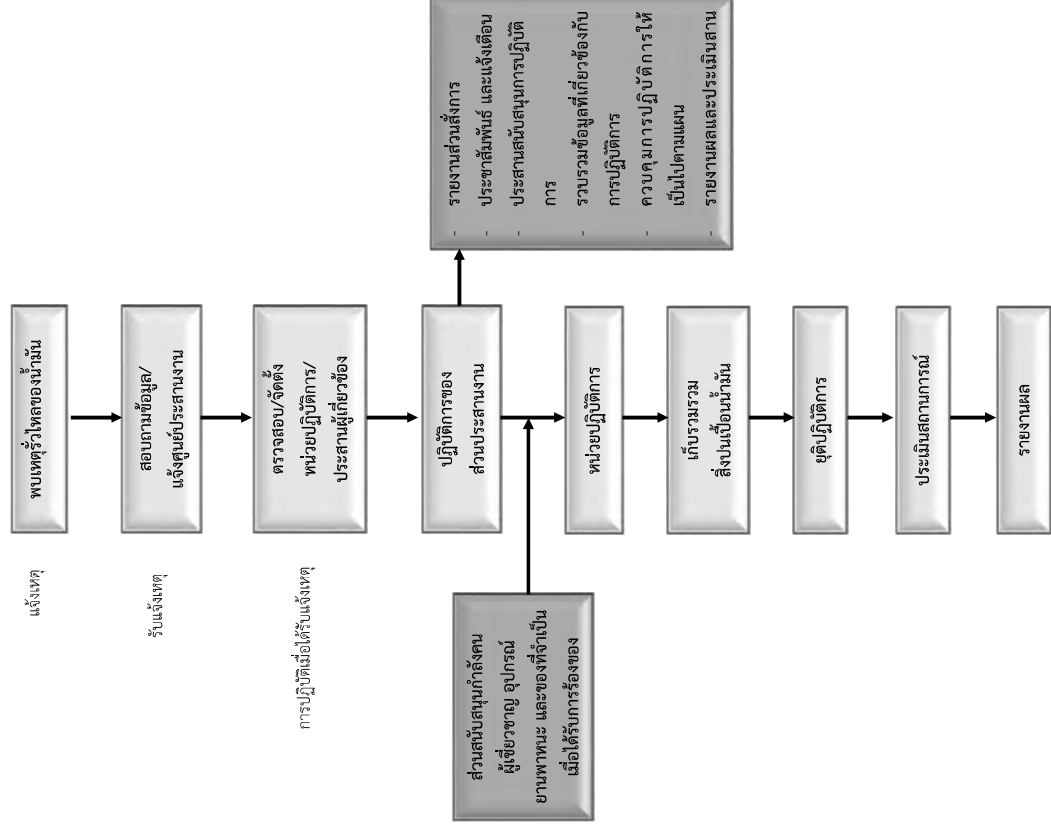 แจ้งเหตุ
พบเหตุรั่วไหลของน้ำมัน
รับแจ้งเหตุ
สอบถามข้อมูล/
แจ้งศูนย์ประสานงาน
การปฏิบัติเมื่อได้รับแจ้งเหตุ
ตรวจสอบ/จัดตั้ง
หน่วยปฏิบัติการ/
ประสานผู้เกี่ยวข้อง
ปฏิบัติการของ
ส่วนประสานงาน
- รายงานส่วนสั่งการ
- ประชาสัมพันธ์ และแจ้งเตือน
- ประสานสนับสนุนการปฏิบัติ
การ
- รวบรวมข้อมูลที่เกี่ยวข้องกับ
การปฏิบัติการ
- ควบคุมการปฏิบัติการให้
เป็นไปตามแผน
- รายงานผลและประเมินสถาน
ส่วนสนับสนุนกำลังคน
ผู้เชี่ยวชาญ อุปกรณ์
ยานพาหนะ และของที่จำเป็น
เมื่อได้รับการร้องขอ
หน่วยปฏิบัติการ
เก็บรวมรวม
สิ่งปนเปื้อนน้ำมัน
ยุติปฏิบัติการ
ประเมินสถานการณ์
รายงานผล